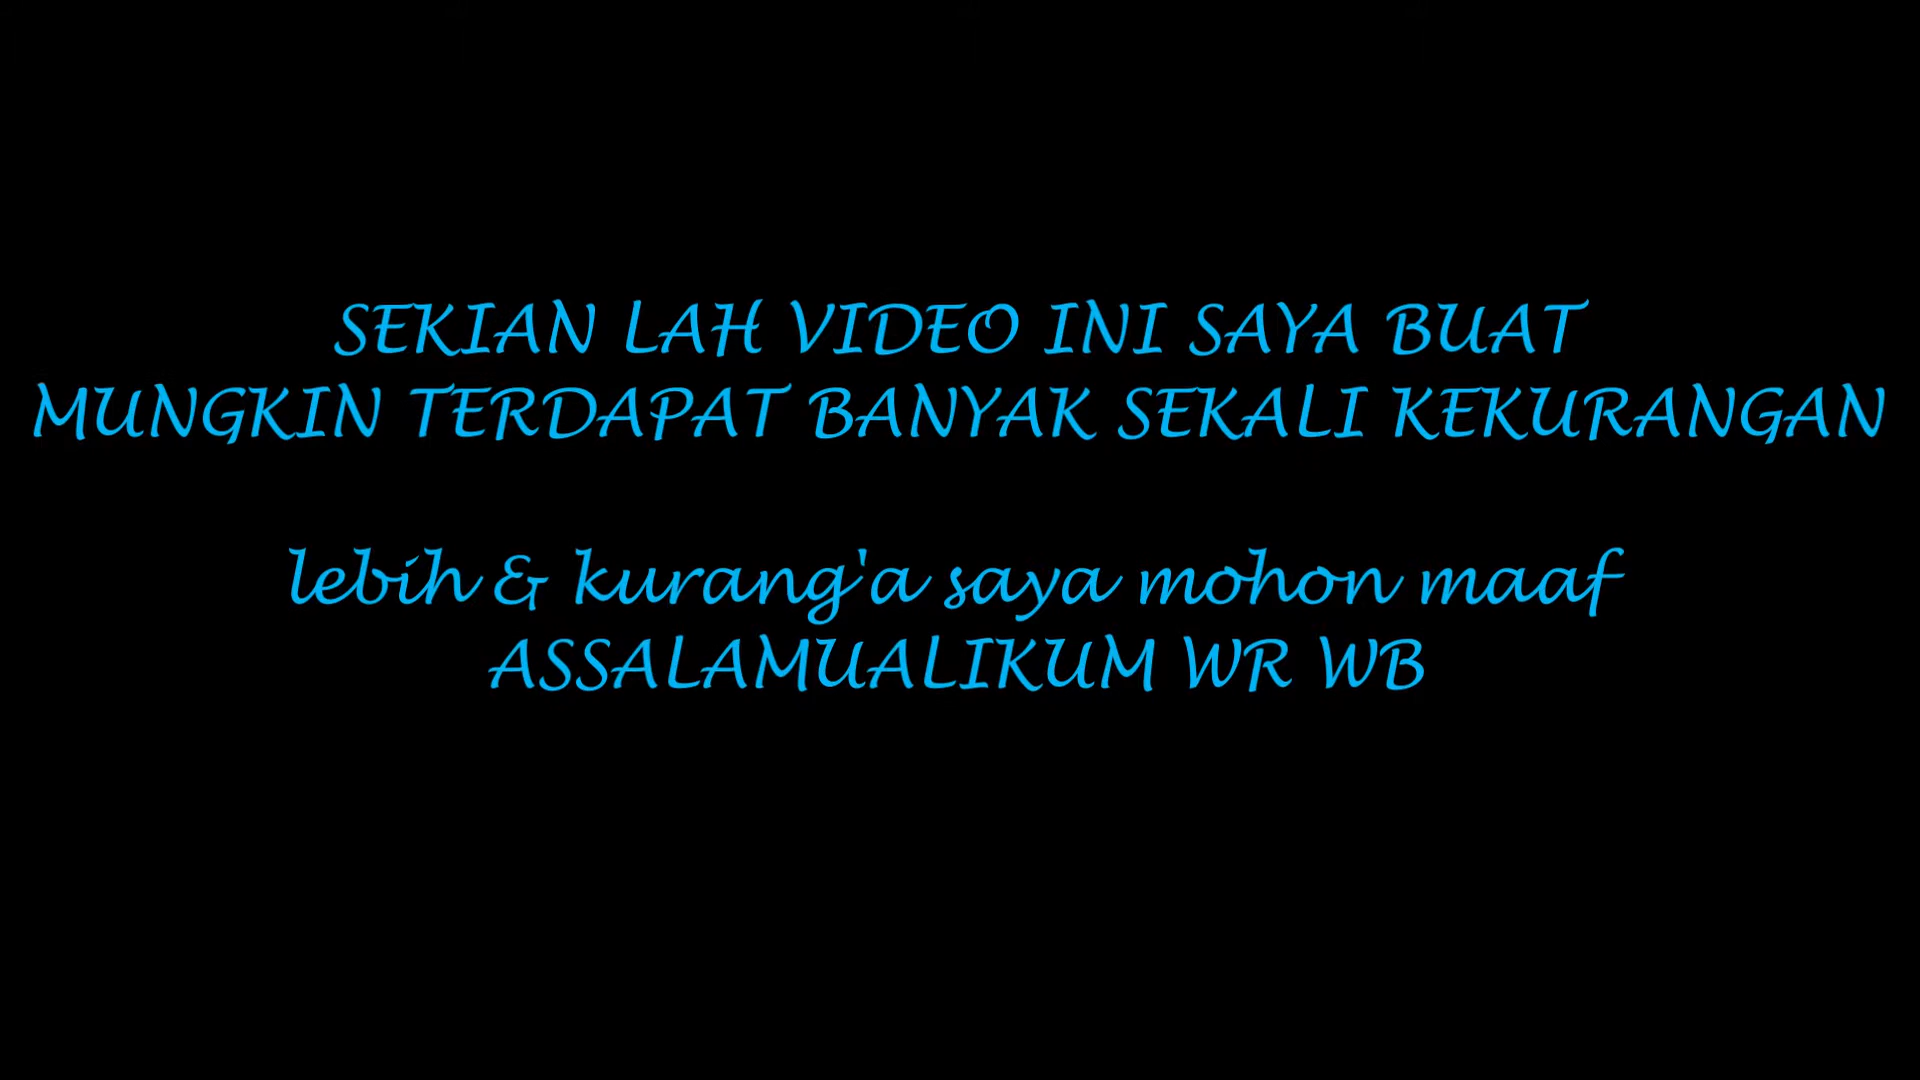 SEKIAN LAH VIDEO INI SAYA BUAT
MUNGKIN TERDAPAT BANYAK SEKALI KEKURANGAN
lebih & kurang'a saya mohon maaf
ASSALAMUALIKUM WR WB